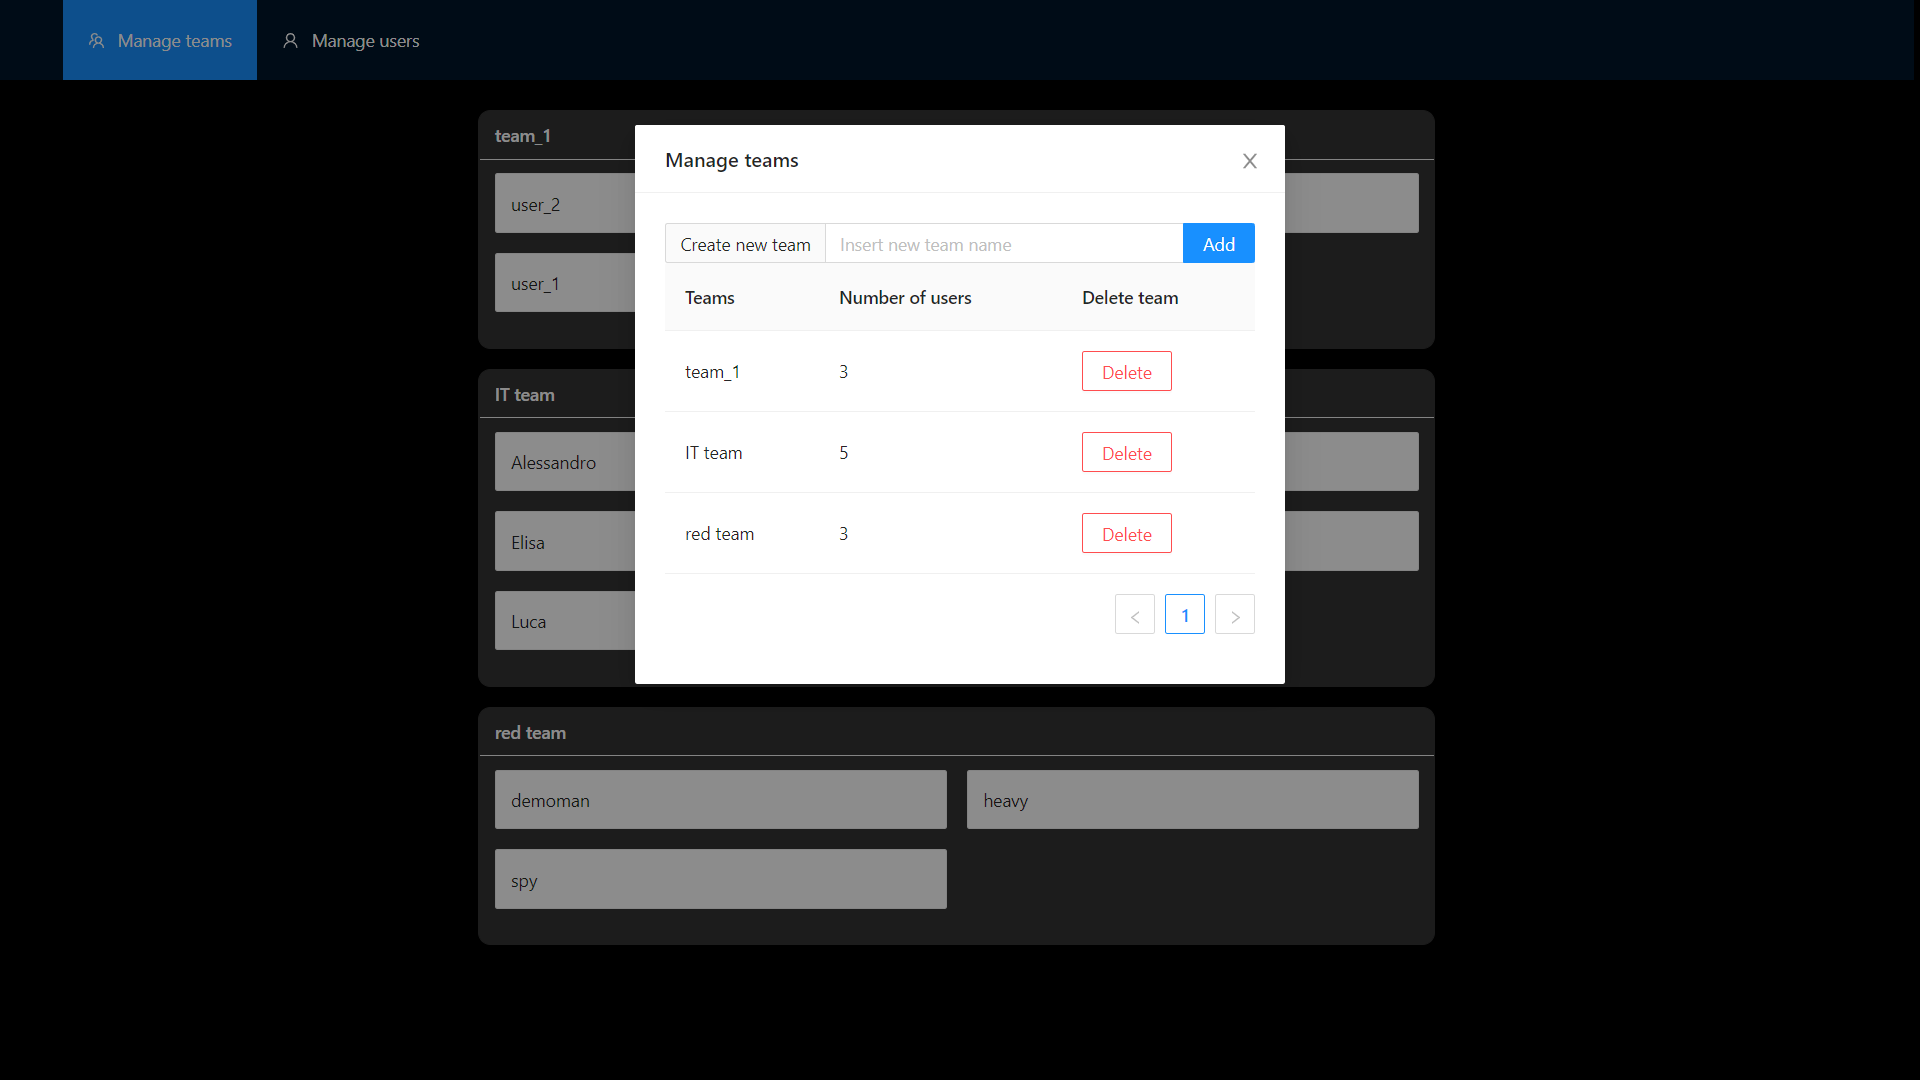 Manage teams
Manage users
team_1
user_2
user_1
IT team
Alessandro
Elisa
Luca
Manage teams
Create new team
Insert new team name
Add
Teams
Number of users
Delete team
team_1
3
Delete
IT team
5
Delete
red team
3
Delete
<
1
>
red team
demoman
heavy
spy